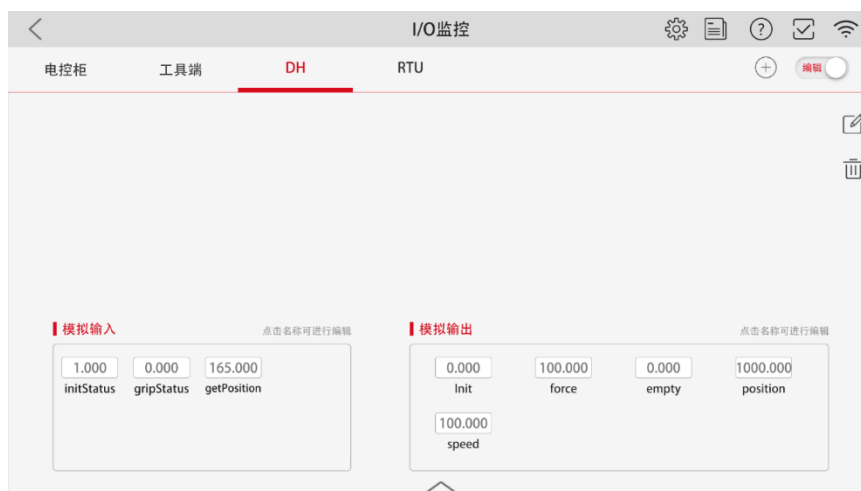 I/O监控
电控柜 工具端 DH RTU 编辑
模拟输入 点击名称可进行编辑
1.000 0.000 165.000
initStatus gripStatus getPosition
模拟输出 点击名称可进行编辑
0.000 100.000 0.000 1000.000
Init force empty position
100.000
speed